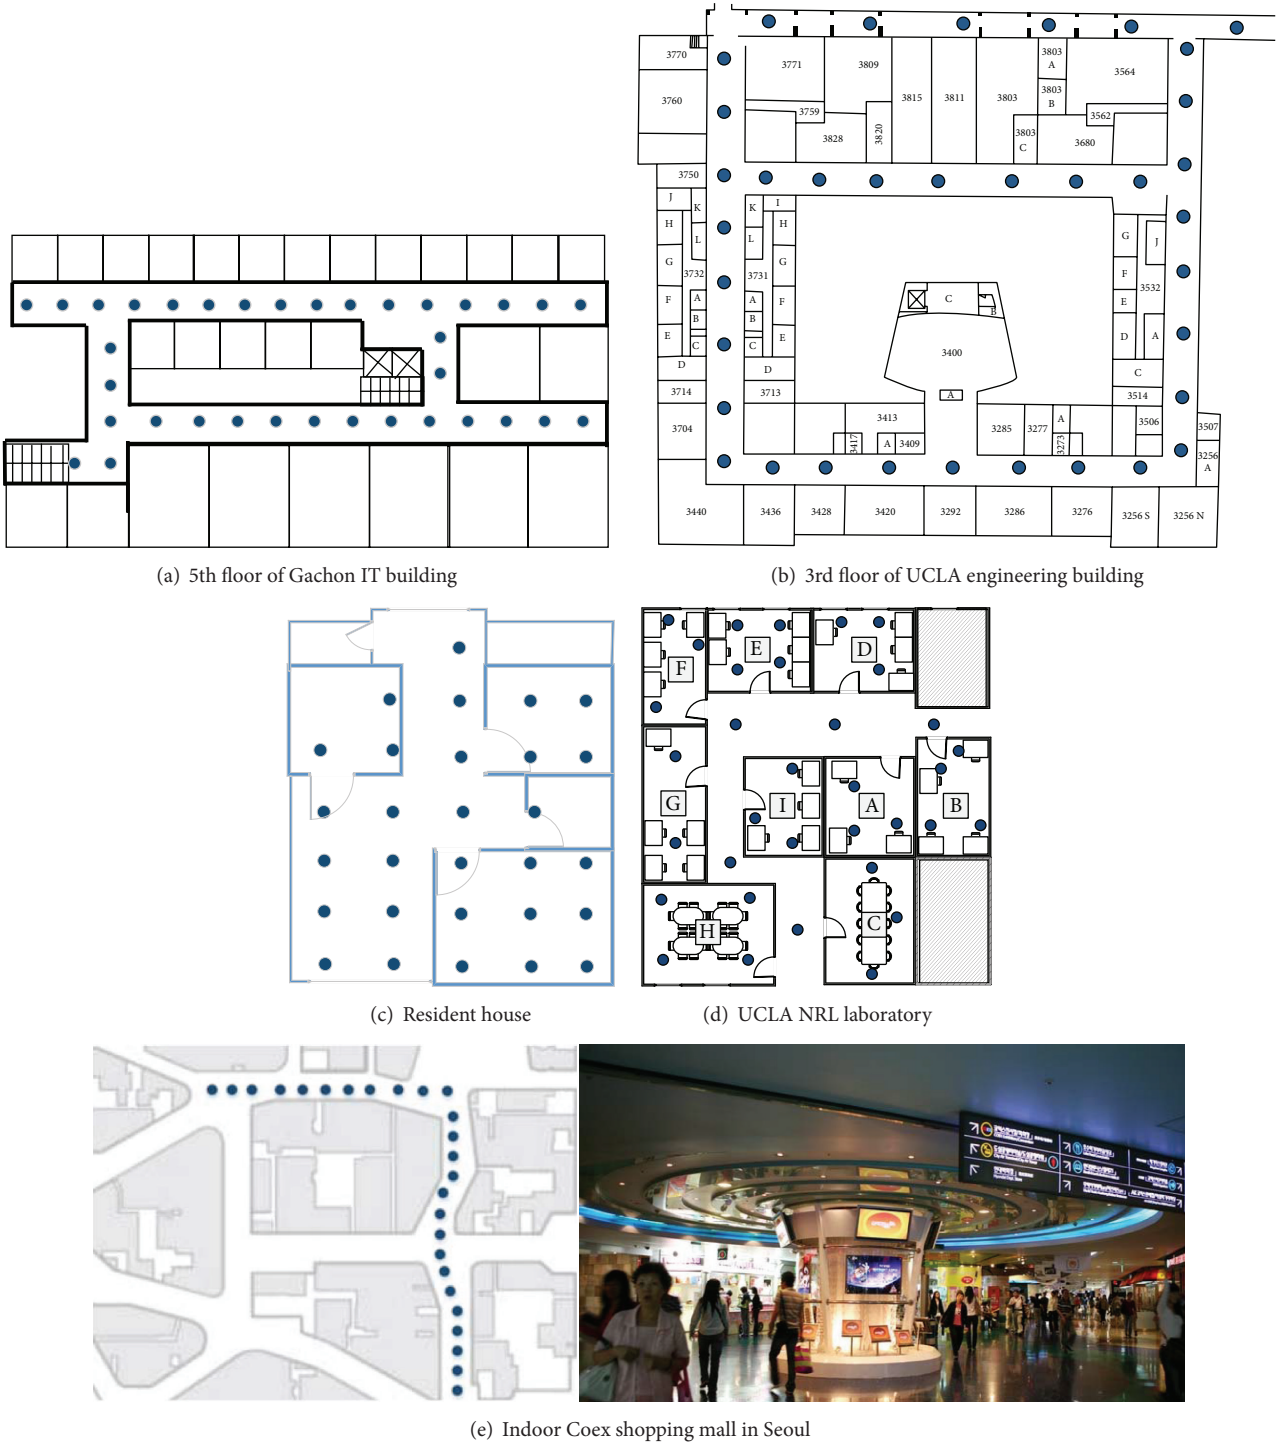 3770
3771
3809
3803
A
3564
3760
3803
B
3815
3811
3803
3759
3562
3828
3820
3803
C
3680
3750
J
K
H
L
G
3732
F
A
B
E
C
D
3714
3704
K
I
H
L
G
3731
A
F
B
E
C
D
3713
C
B
3400
A
G
J
F
3532
E
D
A
C
3514
3413
3417
A
3409
3285
3277
A
3273
3506
3507
3256
A
3440
3436
3428
3420
3292
3286
3276
3256 S
3256 N
(a) 5th floor of Gachon IT building
(b) 3rd floor of UCLA engineering building
F
E
D
G
I
A
B
H
C
(c) Resident house
(d) UCLA NRL laboratory
(e) Indoor Coex shopping mall in Seoul